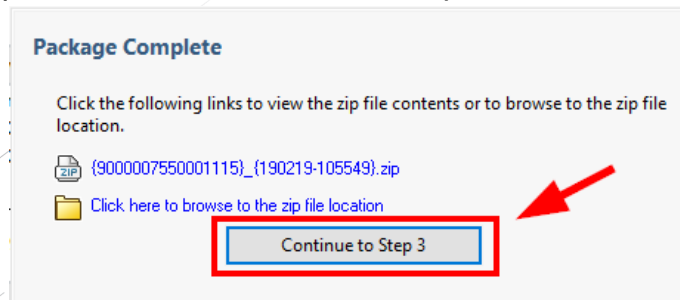 Package Complete
Click the following links to view the zip file contents or to browse to the zip file
location.
ZIP
{9000007550001115}_{190219-105549}.zip
Click here to browse to the zip file location
Continue to Step 3